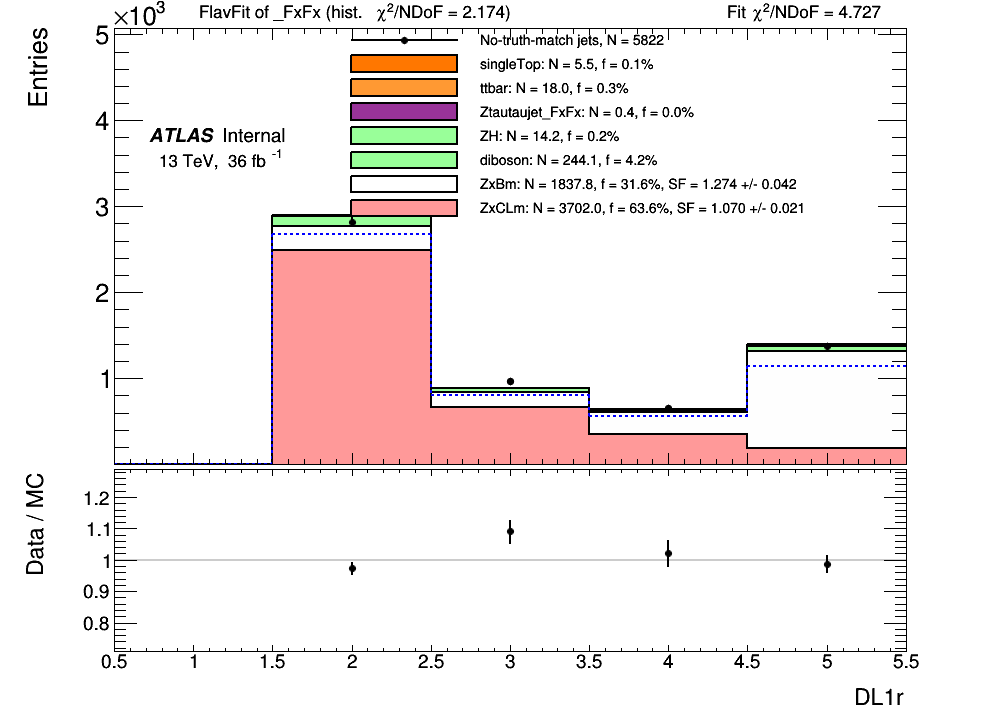 ×10³ FlavFit of _FxFx (hist. χ²/NDoF = 2.174) Fit χ²/NDoF = 4.727
Entries
5
4
3
2
1
ATLAS Internal
13 TeV, 36 fb⁻¹
No-truth-match jets, N = 5822
singleTop: N = 5.5, f = 0.1%
ttbar: N = 18.0, f = 0.3%
Ztautaujet_FxFx: N = 0.4, f = 0.0%
ZH: N = 14.2, f = 0.2%
diboson: N = 244.1, f = 4.2%
ZxBm: N = 1837.8, f = 31.6%, SF = 1.274 +/- 0.042
ZxCLm: N = 3702.0, f = 63.6%, SF = 1.070 +/- 0.021
Data / MC
1.2
1.1
1
0.9
0.8
0.5 1 1.5 2 2.5 3 3.5 4 4.5 5 5.5
DL1r